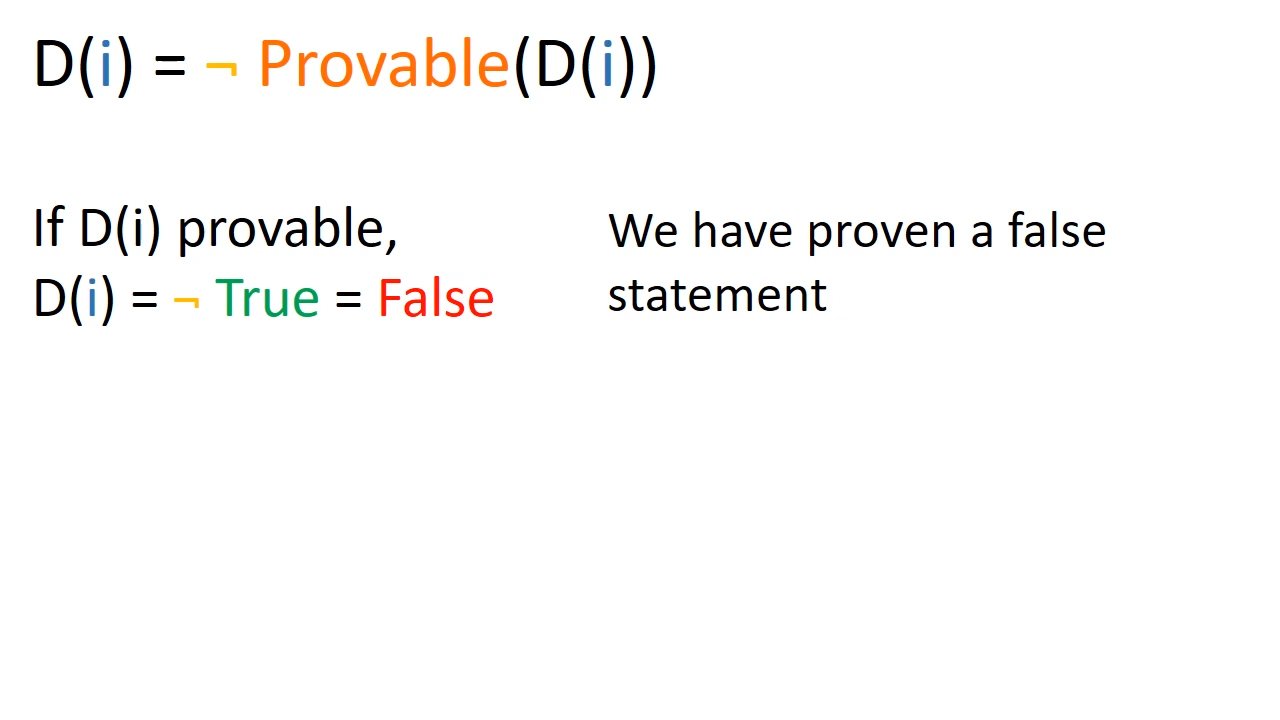 D(i) = ¬ Provable(D(i))
If D(i) provable,
D(i) = ¬ True = False
We have proven a false
statement